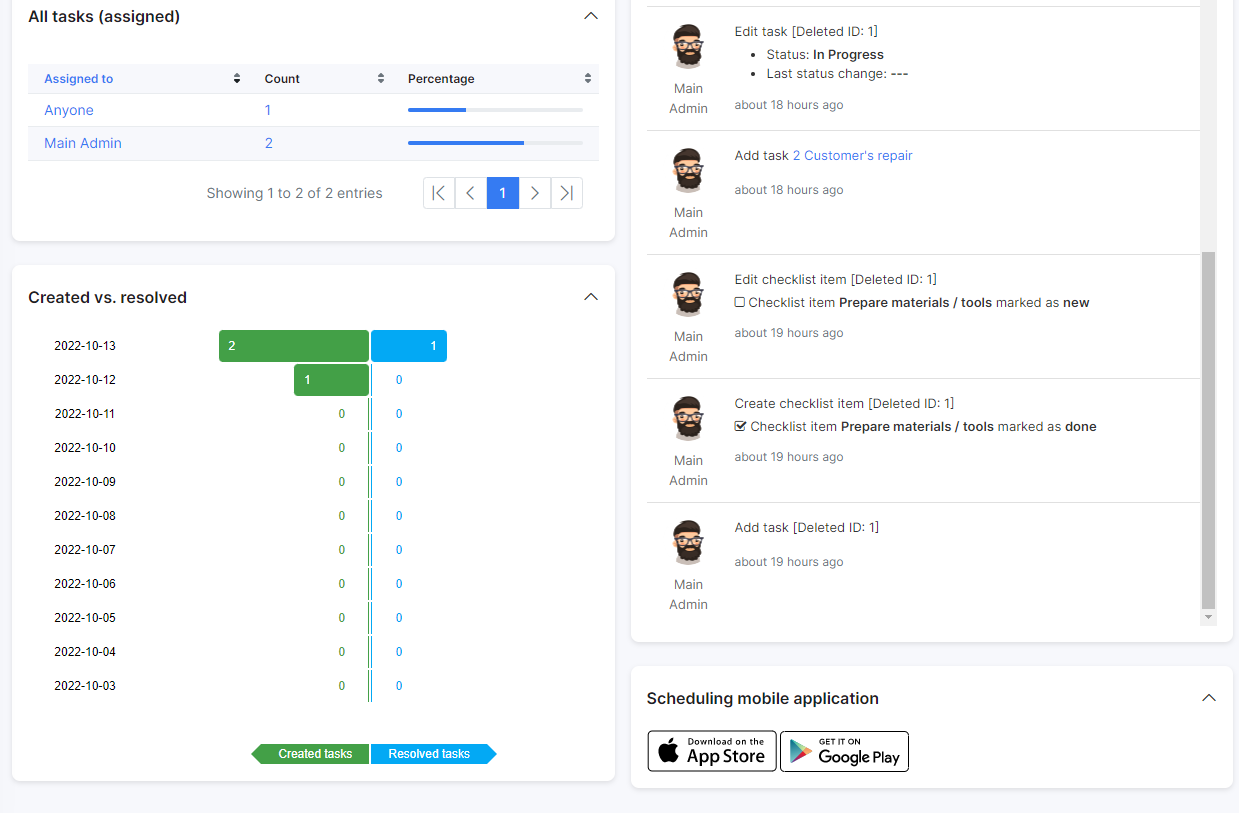 All tasks (assigned)
Assigned to Count Percentage
Anyone 1
Main Admin 2
Showing 1 to 2 of 2 entries 1
Created vs. resolved
2022-10-13 2 1
2022-10-12 1 0
2022-10-11 0 0
2022-10-10 0 0
2022-10-09 0 0
2022-10-08 0 0
2022-10-07 0 0
2022-10-06 0 0
2022-10-05 0 0
2022-10-04 0 0
2022-10-03 0 0
Created tasks Resolved tasks
Edit task [Deleted ID: 1]
Status: In Progress
Last status change: ---
Main
Admin
about 18 hours ago
Add task 2 Customer's repair
about 18 hours ago
Main
Admin
Edit checklist item [Deleted ID: 1]
Checklist item Prepare materials / tools marked as new
about 19 hours ago
Main
Admin
Create checklist item [Deleted ID: 1]
Checklist item Prepare materials / tools marked as done
about 19 hours ago
Main
Admin
Add task [Deleted ID: 1]
about 19 hours ago
Main
Admin
Scheduling mobile application
Download on the
App Store
GET IT ON
Google Play